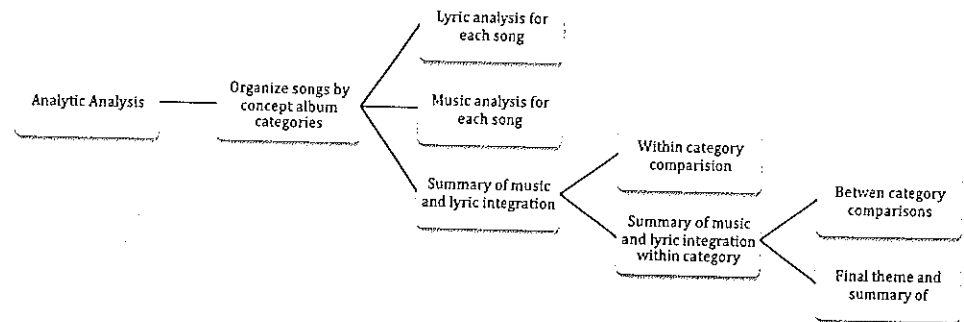 Analytic Analysis
Organize songs by
concept album
categories
Lyric analysis for
each song
Music analysis for
each song
Summary of music
and lyric integration
Within category
comparision
Summary of music
and lyric integration
within category
Betwen category
comparisons
Final theme and
summary of